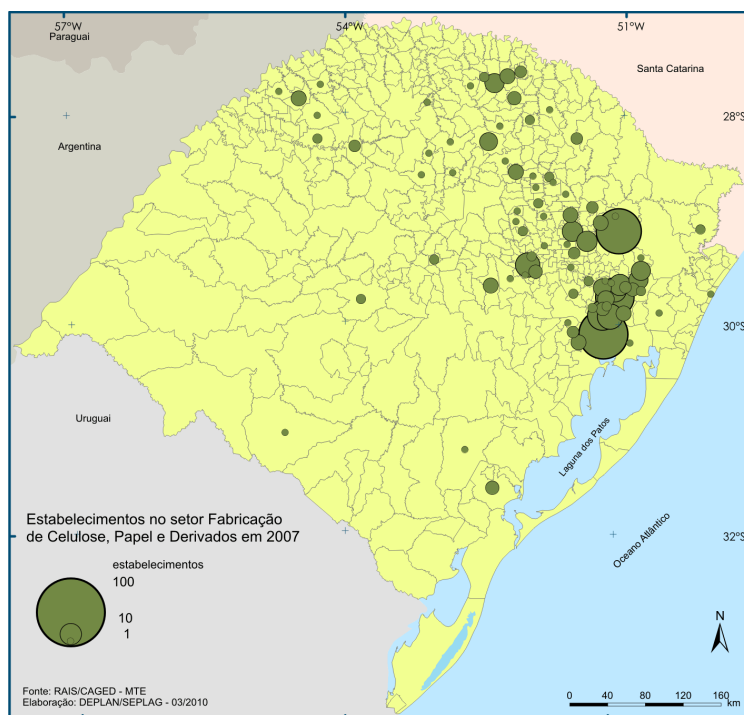 57°W
54°W
51°W
Paraguai
Santa Catarina
28°S
Argentina
30°S
Uruguai
Laguna dos Patos
Oceano Atlântico
32°S
Estabelecimentos no setor Fabricação
de Celulose, Papel e Derivados em 2007
estabelecimentos
100
10
1
N
Fonte: RAIS/CAGED - MTE
Elaboração: DEPLAN/SEPLAG - 03/2010
0 40 80 120 160
km